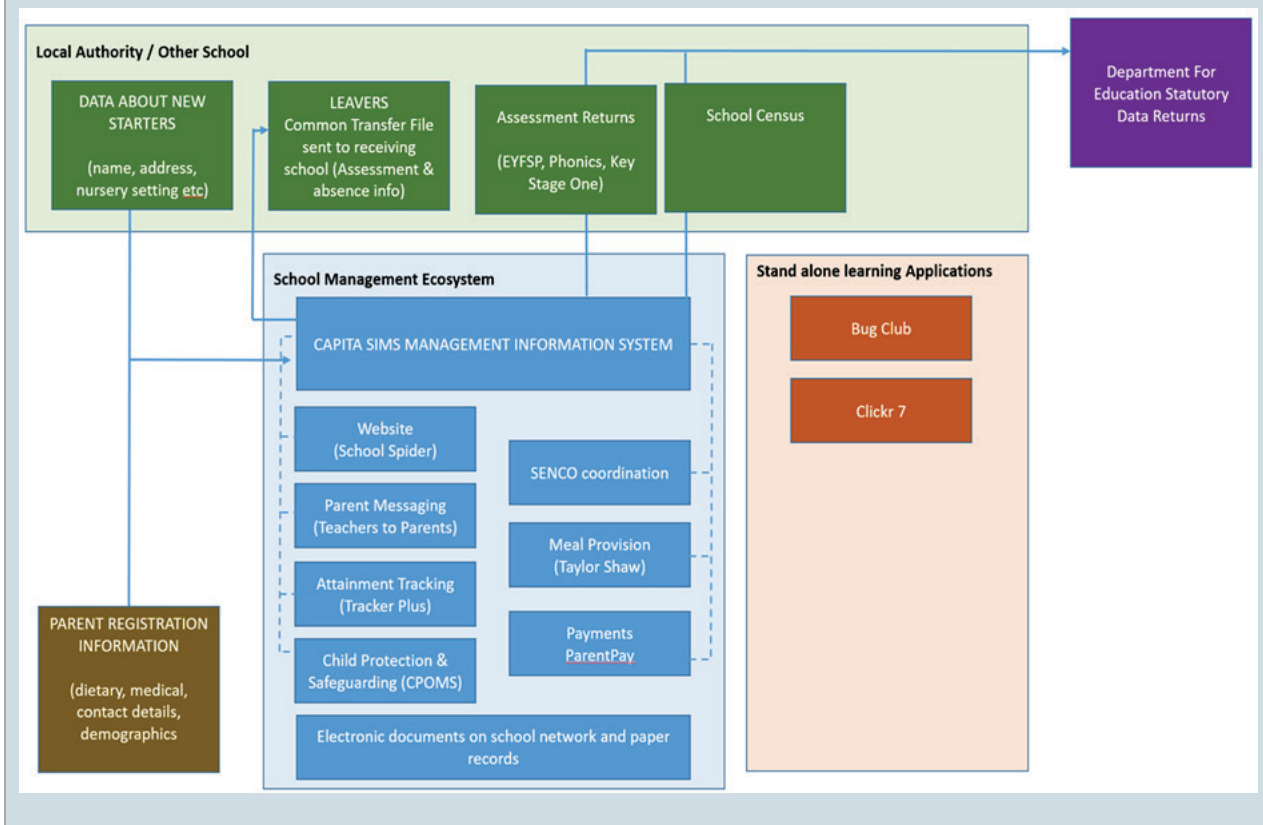 Local Authority / Other School
DATA ABOUT NEW
STARTERS
(name, address,
nursery setting etc)
LEAVERS
Common Transfer File
sent to receiving
school (Assessment &
absence info)
Assessment Returns
(EYFSP, Phonics, Key
Stage One)
School Census
Department For
Education Statutory
Data Returns
School Management Ecosystem
CAPITA SIMS MANAGEMENT INFORMATION SYSTEM
Website
(School Spider)
Parent Messaging
(Teachers to Parents)
Attainment Tracking
(Tracker Plus)
Child Protection &
Safeguarding (CPOMS)
SENCO coordination
Meal Provision
(Taylor Shaw)
Payments
ParentPay
Electronic documents on school network and paper
records
Stand alone learning Applications
Bug Club
Clickr 7
PARENT REGISTRATION
INFORMATION
(dietary, medical,
contact details,
demographics